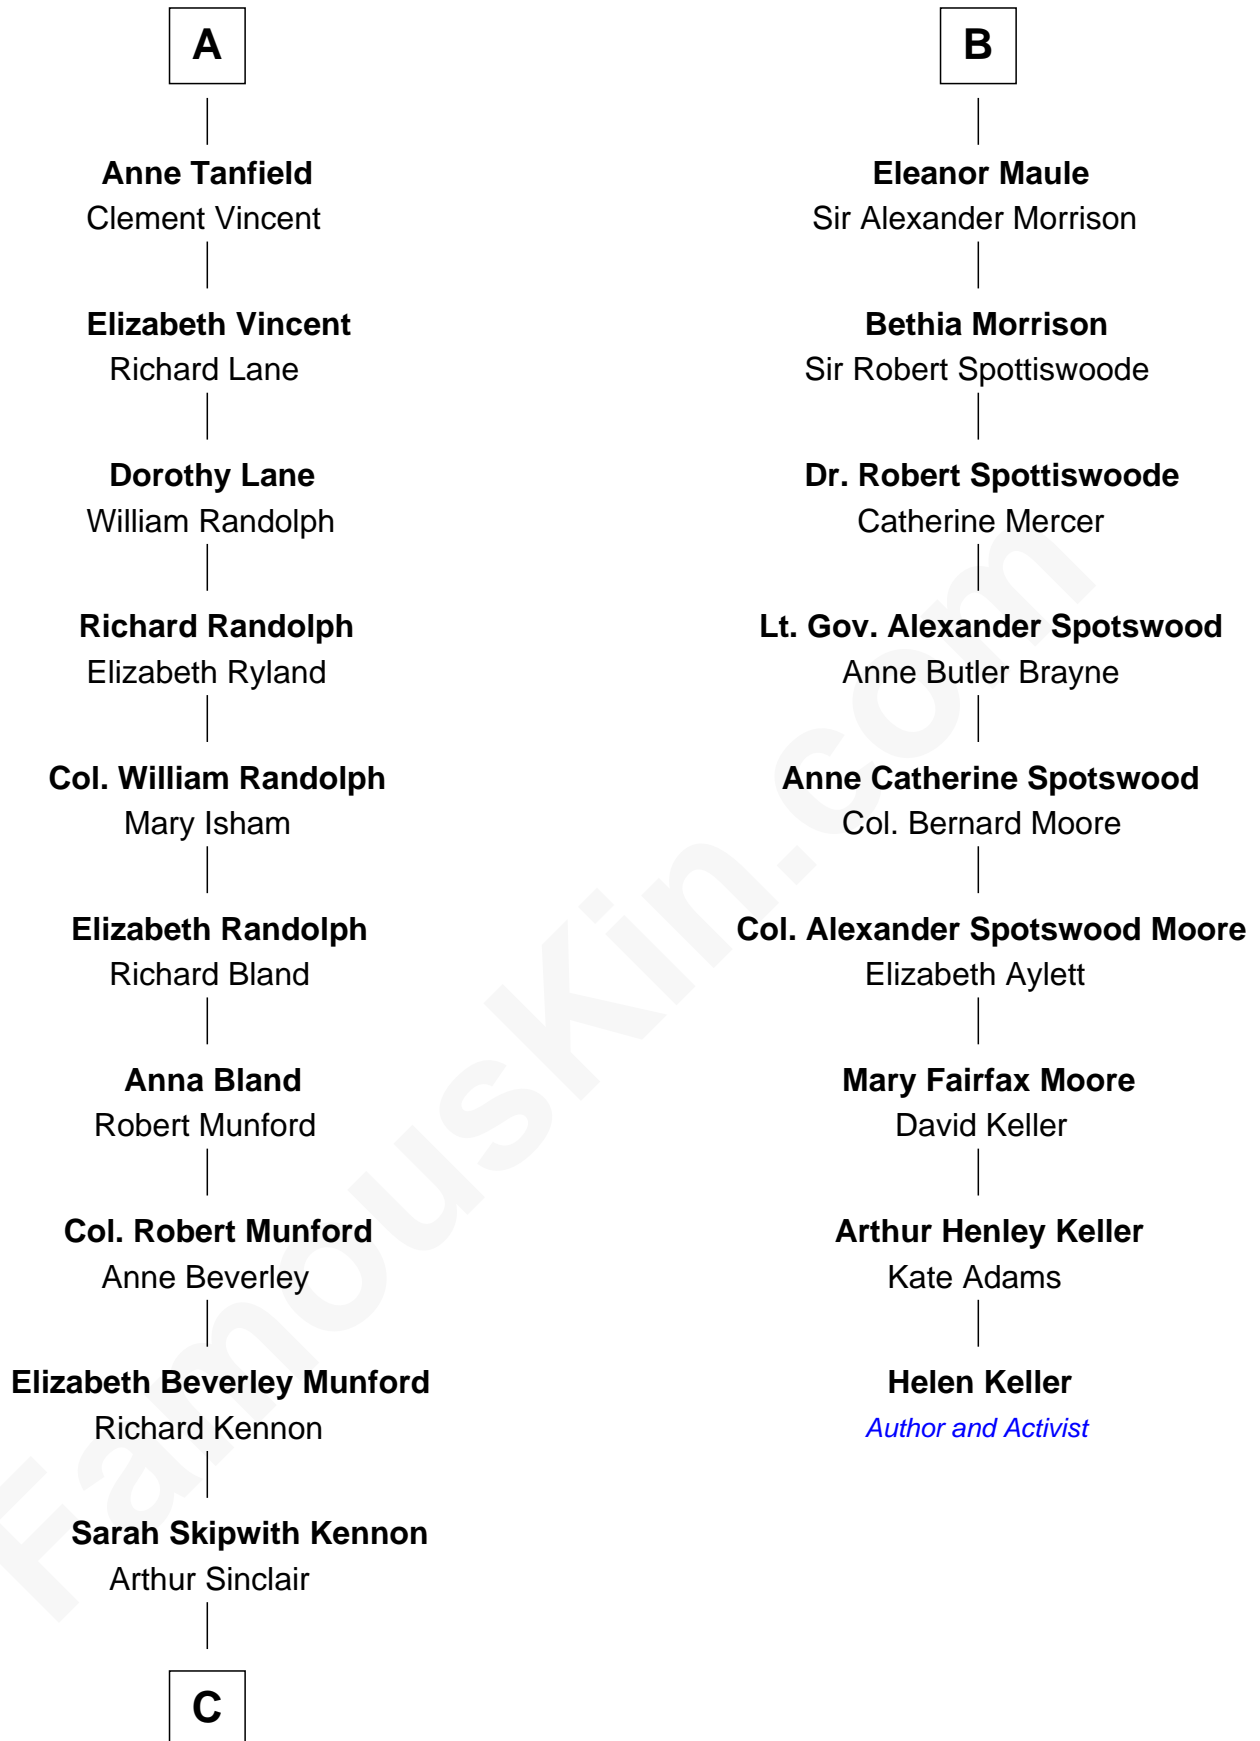 A
Anne Tanfield
Clement Vincent
Elizabeth Vincent
Richard Lane
Dorothy Lane
William Randolph
Richard Randolph
Elizabeth Ryland
Col. William Randolph
Mary Isham
Elizabeth Randolph
Richard Bland
Anna Bland
Robert Munford
Col. Robert Munford
Anne Beverley
Elizabeth Beverley Munford
Richard Kennon
Sarah Skipwith Kennon
Arthur Sinclair
C
B
Eleanor Maule
Sir Alexander Morrison
Bethia Morrison
Sir Robert Spottiswoode
Dr. Robert Spottiswoode
Catherine Mercer
Lt. Gov. Alexander Spotswood
Anne Butler Brayne
Anne Catherine Spotswood
Col. Bernard Moore
Col. Alexander Spotswood Moore
Elizabeth Aylett
Mary Fairfax Moore
David Keller
Arthur Henley Keller
Kate Adams
Helen Keller
Author and Activist
FamousKin.com